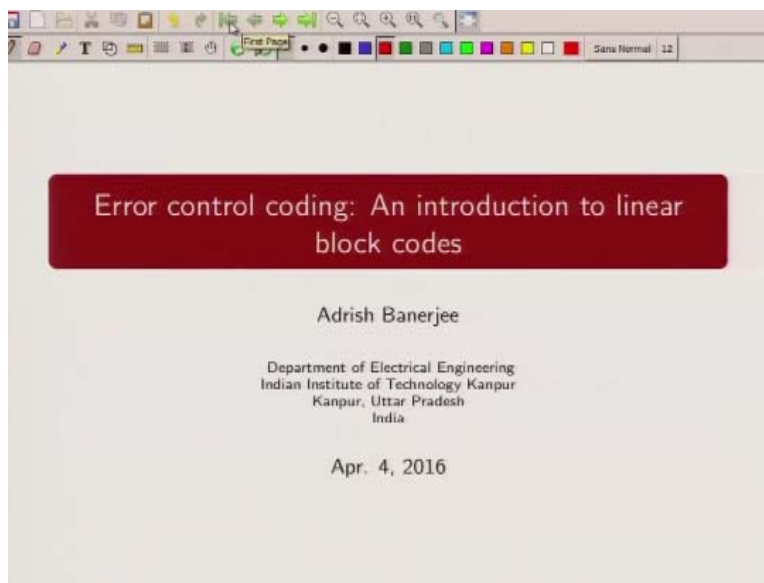 First Page
T
Sans Normal 12
Error control coding: An introduction to linear
block codes
Adrish Banerjee
Department of Electrical Engineering
Indian Institute of Technology Kanpur
Kanpur, Uttar Pradesh
India
Apr. 4, 2016